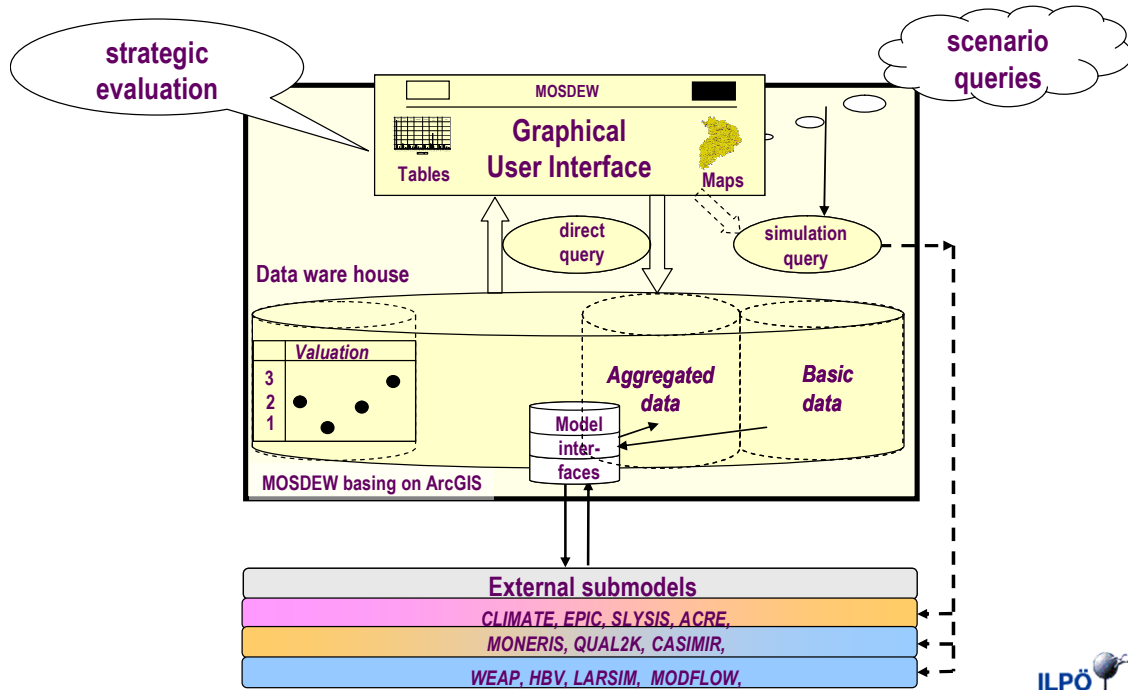 strategic
evaluation
scenario
queries
MOSDEW
Graphical
User Interface
Tables
Maps
direct
query
simulation
query
Data ware house
Valuation
3
2
1
Aggregated
data
Basic
data
Model
inter-
faces
MOSDEW basing on ArcGIS
External submodels
CLIMATE, EPIC, SLYSIS, ACRE,
MONERIS, QUAL2K, CASIMIR,
WEAP, HBV, LARSIM, MODFLOW,
ILPÖ